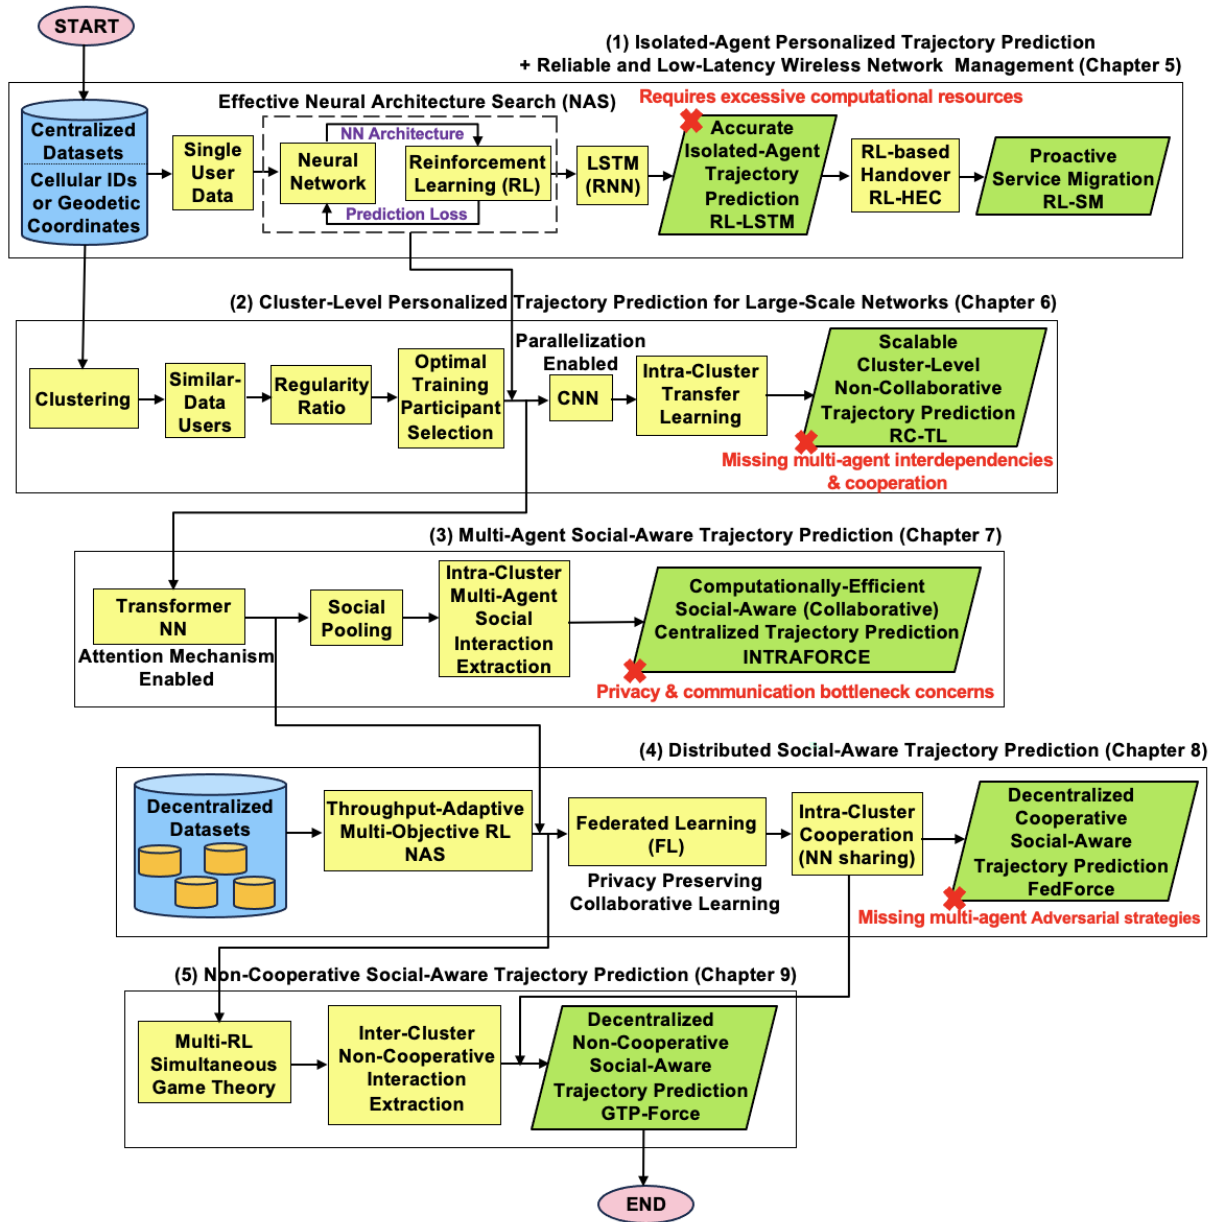 START
(1) Isolated-Agent Personalized Trajectory Prediction
+ Reliable and Low-Latency Wireless Network Management (Chapter 5)
Effective Neural Architecture Search (NAS)
Requires excessive computational resources
Centralized
Datasets
Cellular IDs
or Geodetic
Coordinates
Single
User
Data
NN Architecture
Neural
Network
Reinforcement
Learning (RL)
Prediction Loss
LSTM
(RNN)
Accurate
Isolated-Agent
Trajectory
Prediction
RL-LSTM
RL-based
Handover
RL-HEC
Proactive
Service Migration
RL-SM
(2) Cluster-Level Personalized Trajectory Prediction for Large-Scale Networks (Chapter 6)
Clustering
Similar-
Data
Users
Regularity
Ratio
Optimal
Training
Participant
Selection
Parallelization
Enabled
CNN
Intra-Cluster
Transfer
Learning
Scalable
Cluster-Level
Non-Collaborative
Trajectory Prediction
RC-TL
Missing multi-agent interdependencies
& cooperation
(3) Multi-Agent Social-Aware Trajectory Prediction (Chapter 7)
Transformer
NN
Attention Mechanism
Enabled
Social
Pooling
Intra-Cluster
Multi-Agent
Social
Interaction
Extraction
Computationally-Efficient
Social-Aware (Collaborative)
Centralized Trajectory Prediction
INTRAFORCE
Privacy & communication bottleneck concerns
(4) Distributed Social-Aware Trajectory Prediction (Chapter 8)
Decentralized
Datasets
Throughput-Adaptive
Multi-Objective RL
NAS
Federated Learning
(FL)
Privacy Preserving
Collaborative Learning
Intra-Cluster
Cooperation
(NN sharing)
Decentralized
Cooperative
Social-Aware
Trajectory Prediction
FedForce
Missing multi-agent Adversarial strategies
(5) Non-Cooperative Social-Aware Trajectory Prediction (Chapter 9)
Multi-RL
Simultaneous
Game Theory
Inter-Cluster
Non-Cooperative
Interaction
Extraction
Decentralized
Non-Cooperative
Social-Aware
Trajectory Prediction
GTP-Force
END